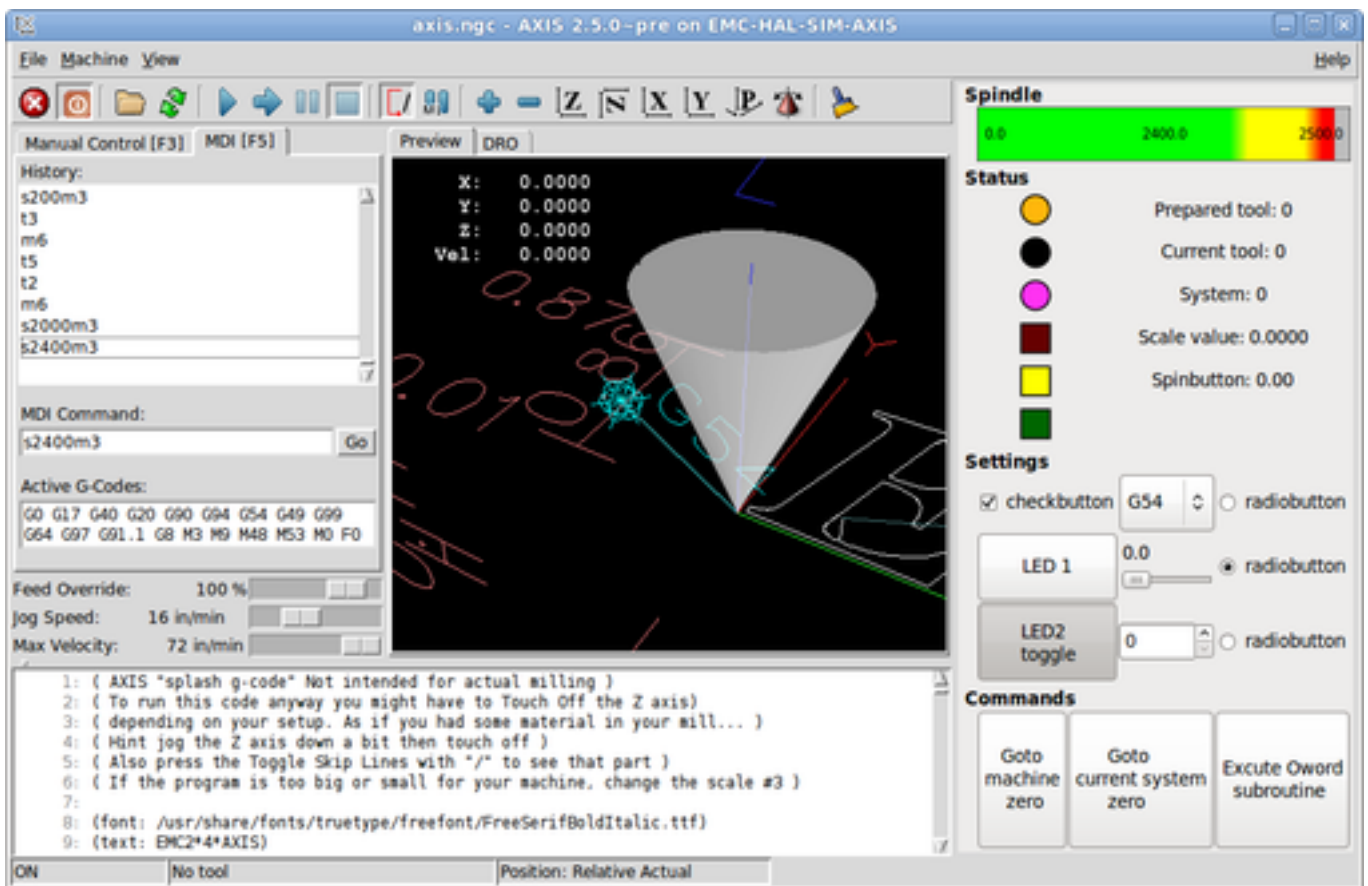 axis.ngc - AXIS 2.5.0~pre on EMC-HAL-SIM-AXIS
File Machine View Help
Manual Control [F3] MDI [F5]
History:
s200m3
t3
m6
t5
t2
m6
s2000m3
s2400m3
MDI Command:
s2400m3 Go
Active G-Codes:
G0 G17 G40 G20 G90 G94 G54 G49 G99
G64 G97 G91.1 G8 M3 M9 M48 M53 M0 F0
Feed Override: 100 %
Jog Speed: 16 in/min
Max Velocity: 72 in/min
Preview DRO
X: 0.0000
Y: 0.0000
Z: 0.0000
Vel: 0.0000
G54
Spindle
0.0 2400.0 2500.0
Status
Prepared tool: 0
Current tool: 0
System: 0
Scale value: 0.0000
Spinbutton: 0.00
Settings
checkbutton G54 radiobutton
LED 1 0.0 radiobutton
LED2
toggle 0 radiobutton
Commands
Goto
machine
zero
Goto
current system
zero
Excute Oword
subroutine
1: ( AXIS "splash g-code" Not intended for actual milling )
2: ( To run this code anyway you might have to Touch Off the Z axis)
3: ( depending on your setup. As if you had some material in your mill... )
4: ( Hint jog the Z axis down a bit then touch off )
5: ( Also press the Toggle Skip Lines with "/" to see that part )
6: ( If the program is too big or small for your machine, change the scale #3 )
7:
8: (font: /usr/share/fonts/truetype/freefont/FreeSerifBoldItalic.ttf)
9: (text: EMC2*4*AXIS)
ON No tool Position: Relative Actual